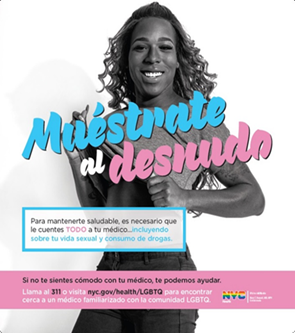 Muéstrate
al desnudo
Para mantenerte saludable, es necesario que
le cuentes TODO a tu médico...incluyendo
sobre tu vida sexual y consumo de drogas.
Si no te sientes cómodo con tu médico, te podemos ayudar.
Llama al 311 o visita nyc.gov/health/LGBTQ para encontrar
cerca a un médico familiarizado con la comunidad LGBTQ.
NYC